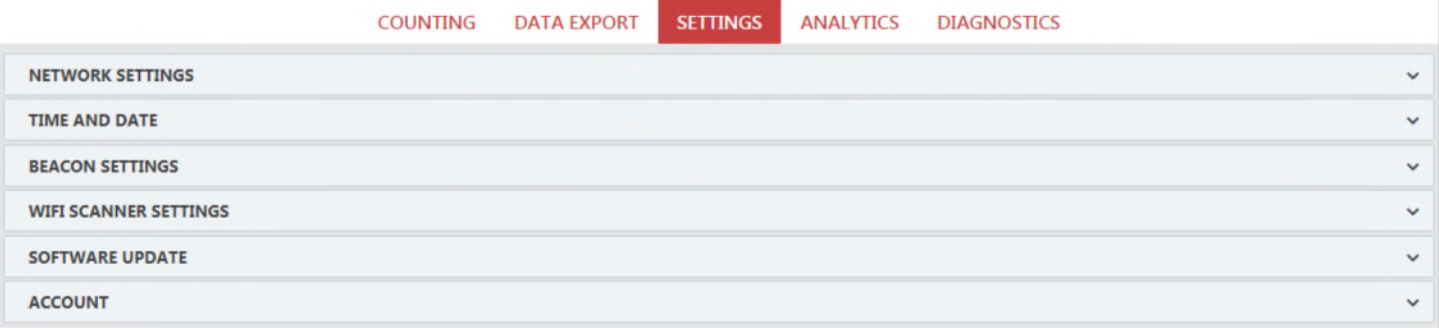 COUNTING DATA EXPORT SETTINGS ANALYTICS DIAGNOSTICS
NETWORK SETTINGS
TIME AND DATE
BEACON SETTINGS
WIFI SCANNER SETTINGS
SOFTWARE UPDATE
ACCOUNT